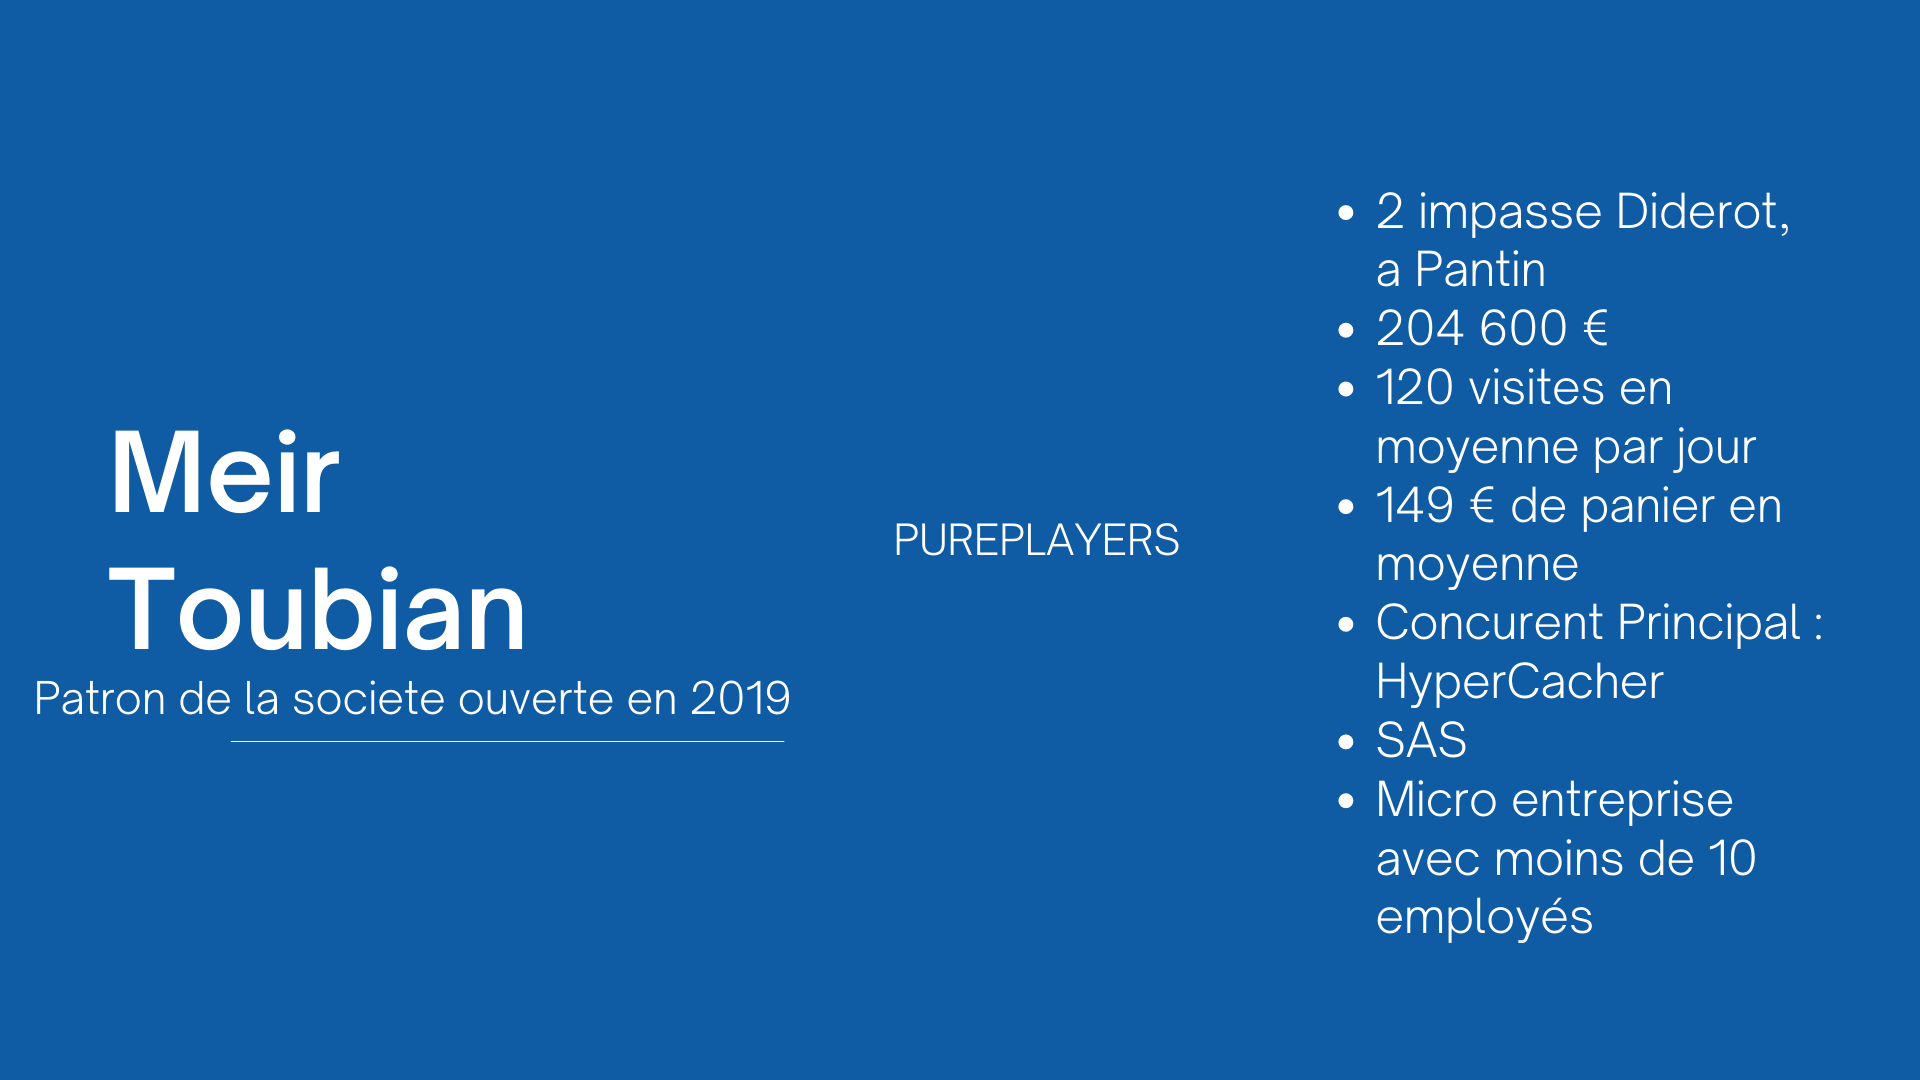 Meir
Toubian
Patron de la societe ouverte en 2019
PUREPLAYERS
• 2 impasse Diderot,
a Pantin
• 204 600 €
• 120 visites en
moyenne par jour
• 149 € de panier en
moyenne
• Concurent Principal :
HyperCacher
• SAS
• Micro entreprise
avec moins de 10
employés